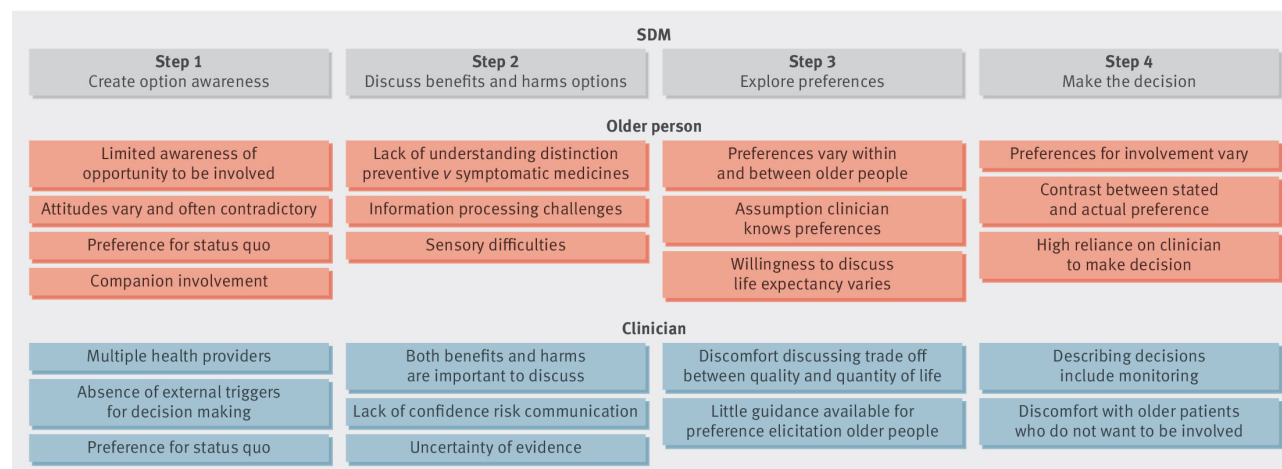 SDM
Step 1
Create option awareness
Step 2
Discuss benefits and harms options
Step 3
Explore preferences
Step 4
Make the decision
Older person
Limited awareness of
opportunity to be involved
Attitudes vary and often contradictory
Preference for status quo
Companion involvement
Lack of understanding distinction
preventive v symptomatic medicines
Information processing challenges
Sensory difficulties
Preferences vary within
and between older people
Assumption clinician
knows preferences
Willingness to discuss
life expectancy varies
Preferences for involvement vary
Contrast between stated
and actual preference
High reliance on clinician
to make decision
Clinician
Multiple health providers
Absence of external triggers
for decision making
Preference for status quo
Both benefits and harms
are important to discuss
Lack of confidence risk communication
Uncertainty of evidence
Discomfort discussing trade off
between quality and quantity of life
Little guidance available for
preference elicitation older people
Describing decisions
include monitoring
Discomfort with older patients
who do not want to be involved